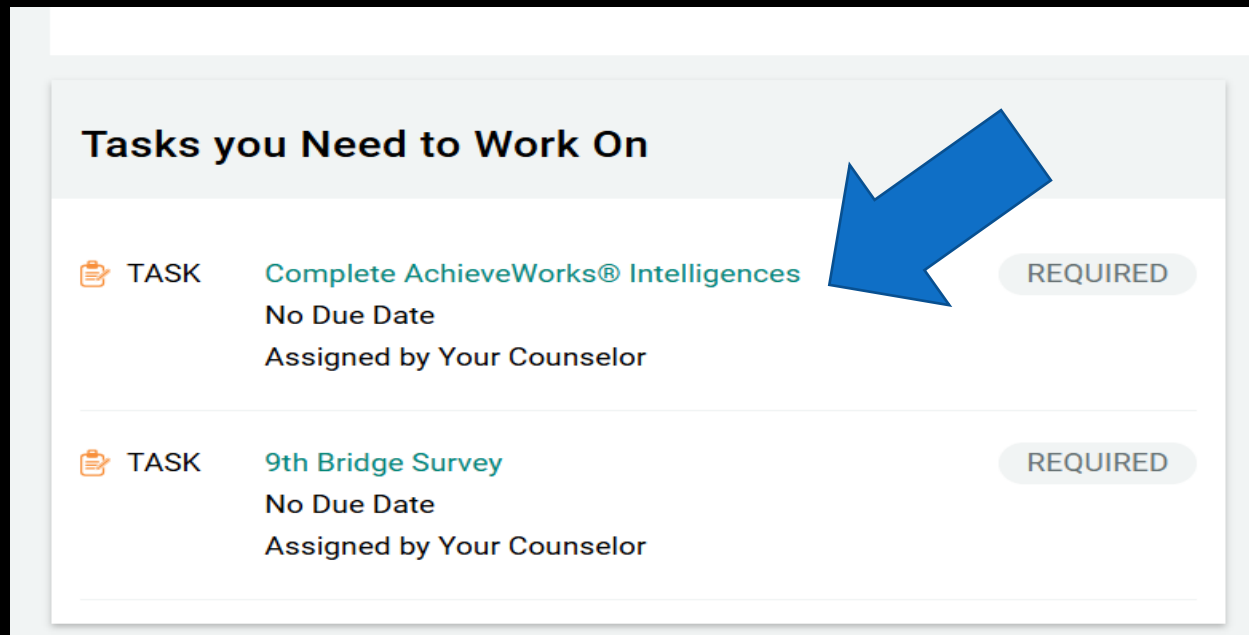 Tasks you Need to Work On
TASK Complete AchieveWorks® Intelligences REQUIRED
No Due Date
Assigned by Your Counselor
TASK 9th Bridge Survey REQUIRED
No Due Date
Assigned by Your Counselor